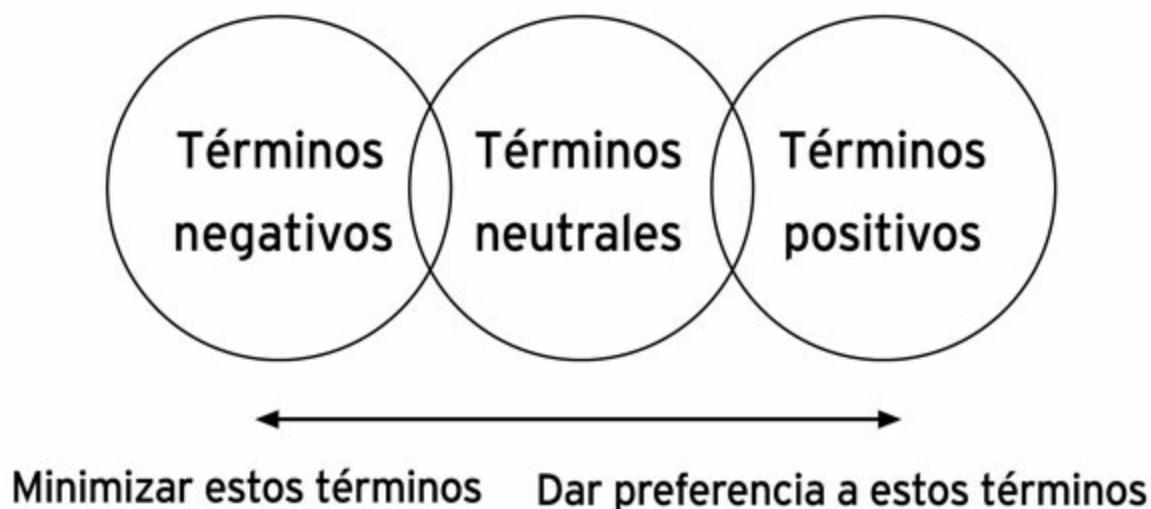 Términos
negativos
Términos
neutrales
Términos
positivos
Minimizar estos términos
Dar preferencia a estos términos